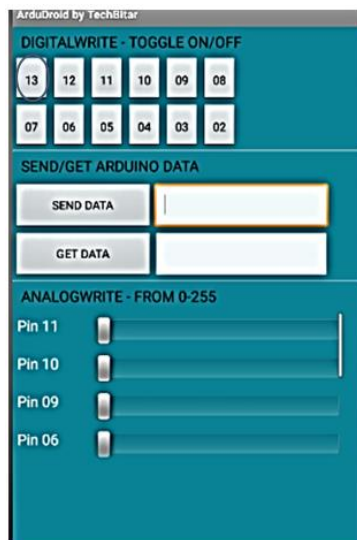 ArduDroid by TechBitar
DIGITALWRITE - TOGGLE ON/OFF
13 12 11 10 09 08
07 06 05 04 03 02
SEND/GET ARDUINO DATA
SEND DATA
GET DATA
ANALOGWRITE - FROM 0-255
Pin 11
Pin 10
Pin 09
Pin 06